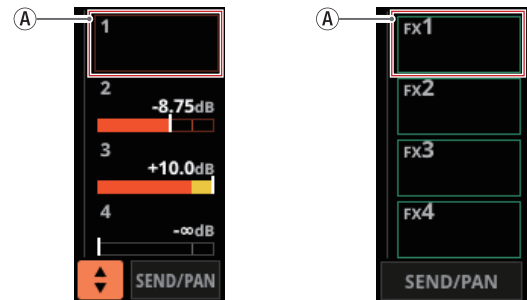 A
1
2
-8.75dB
3
+10.0dB
4
-∞dB
SEND/PAN
A
FX1
FX2
FX3
FX4
SEND/PAN